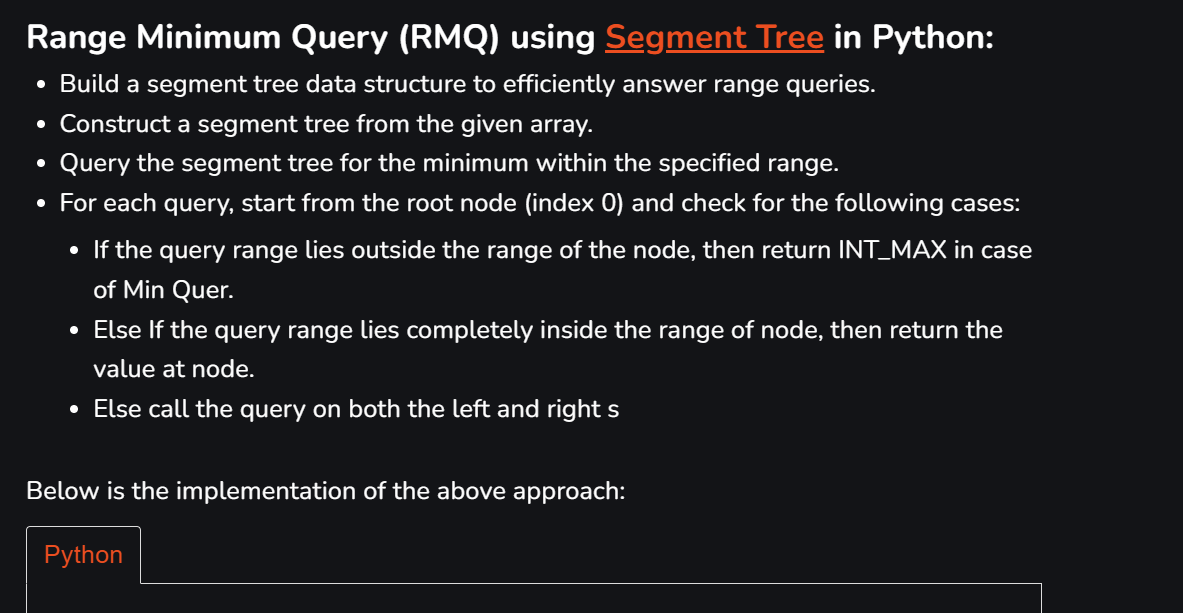 Range Minimum Query (RMQ) using Segment Tree in Python:
• Build a segment tree data structure to efficiently answer range queries.
• Construct a segment tree from the given array.
• Query the segment tree for the minimum within the specified range.
• For each query, start from the root node (index 0) and check for the following cases:
• If the query range lies outside the range of the node, then return INT_MAX in case
of Min Quer.
• Else If the query range lies completely inside the range of node, then return the
value at node.
• Else call the query on both the left and right s
Below is the implementation of the above approach:
Python